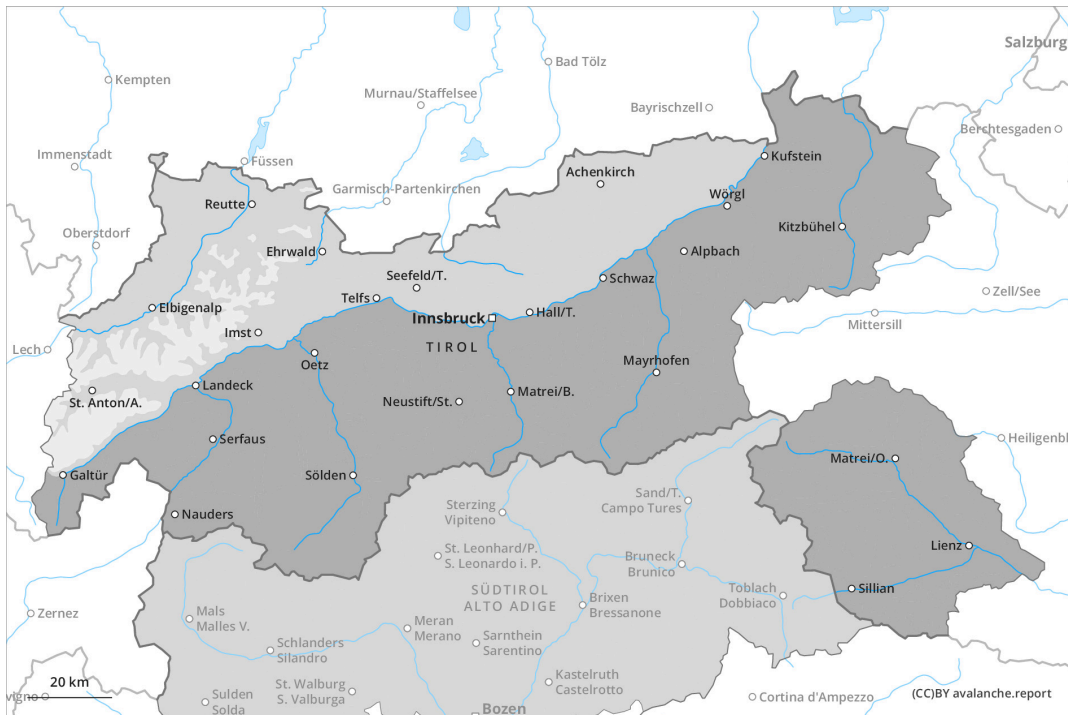 Salzburg
Bad Tölz
Kempten
Murnau/Staffelsee
Bayrischzell
Berchtesgaden
Immenstadt
Füssen
Kufstein
Achenkirch
Garmisch-Partenkirchen
Wörgl
Reutte
Oberstdorf
Kitzbühel
Ehrwald
Alpbach
Seefeld/T.
Schwaz
Zell/See
Telfs
Elbigenalp
Hall/T.
Innsbruck
Mittersill
Imst
TIROL
Lech
Oetz
Mayrhofen
Landeck
Matrei/B.
St. Anton/A.
Neustift/St.
Serfaus
Heiligenbl
Matrei/O.
Galtür
Sölden
Sand/T.
Campo Tures
Sterzing
Vipiteno
Nauders
Lienz
St. Leonhard/P.
S. Leonardo i. P.
Bruneck
Brunico
SÜDTIROL
ALTO ADIGE
Toblach
Dobbiaco
Sillian
Brixen
Bressanone
Zernez
Mals
Malles V.
Meran
Merano
Sarnthein
Sarentino
Schlanders
Silandro
Kastelruth
Castelrotto
20 km
St. Walburg
S. Valburga
vigno
Sulden
Solda
Cortina d'Ampezzo
(CC)BY avalanche.report
Bozen